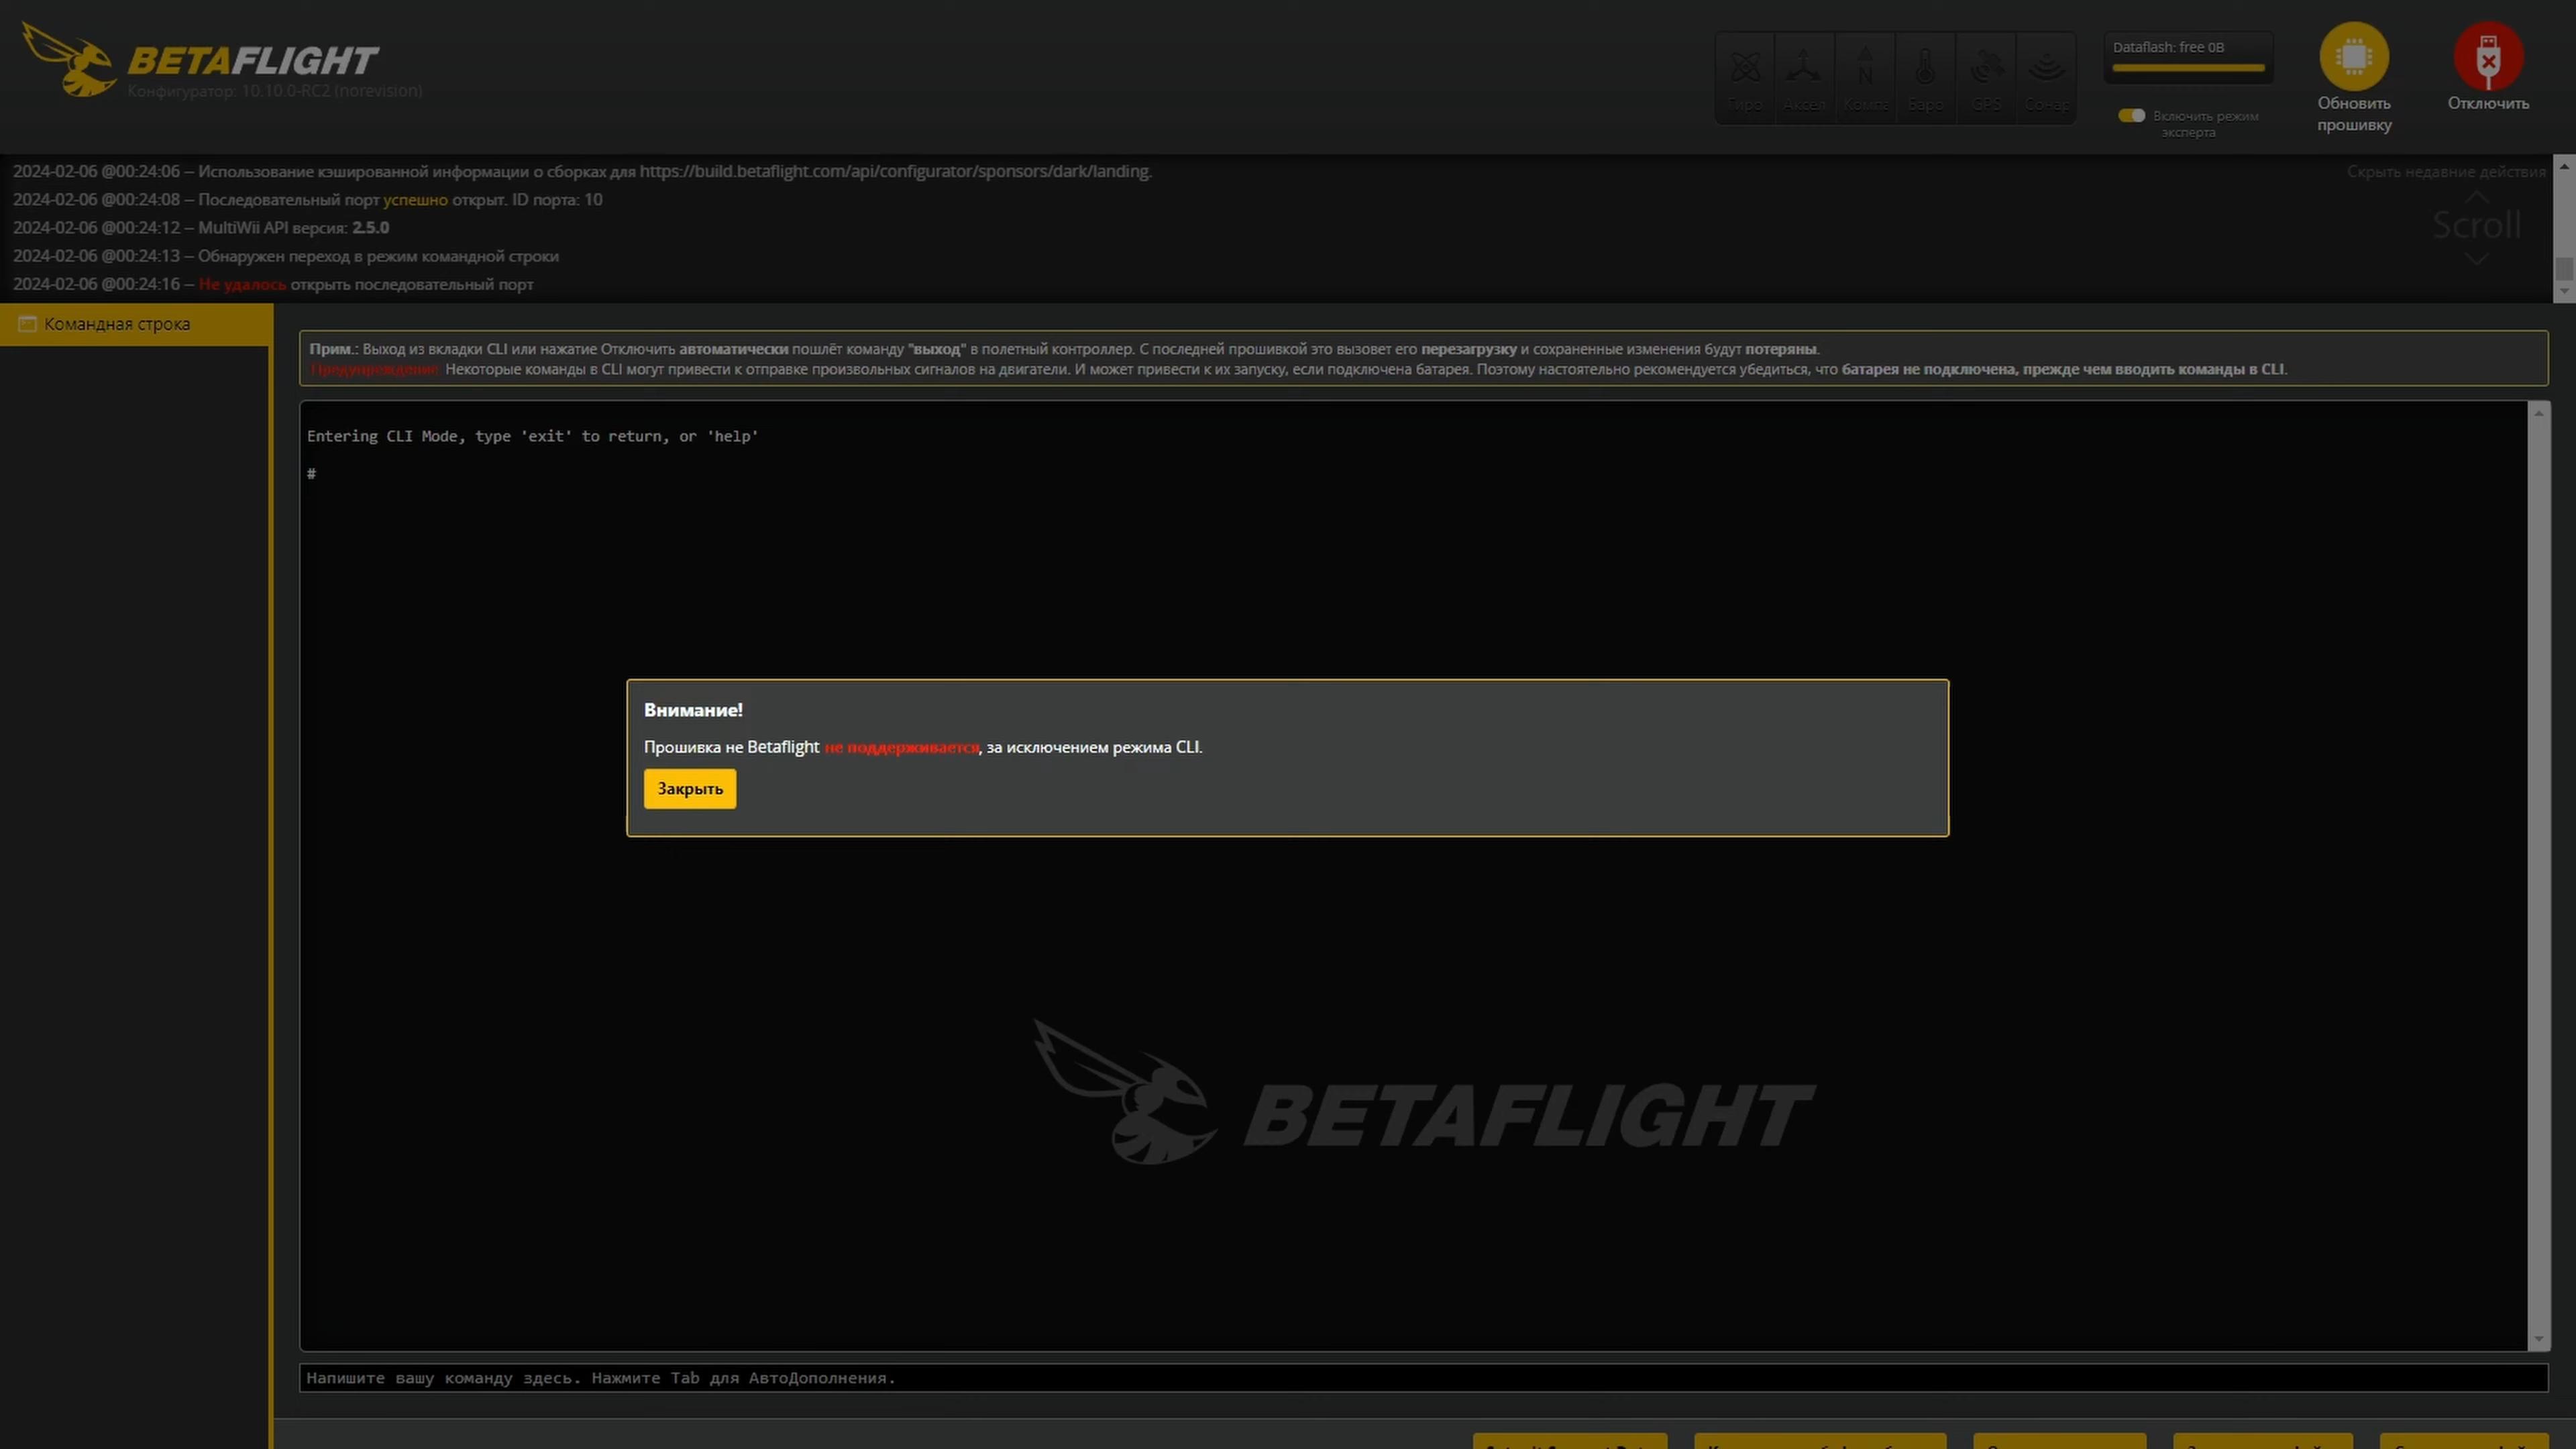 BETAFLIGHT
Конфигуратор: 10.10.0-RC2 (norevision)
Гиро Аксел Компа Баро GPS Сонар
Dataflash: free 0B
Включить режим
эксперта
Обновить
прошивку
Отключить
2024-02-06 @00:24:06 – Использование кэшированной информации о сборках для https://build.betaflight.com/api/configurator/sponsors/dark/landing.
Скрыть недавние действия
2024-02-06 @00:24:08 – Последовательный порт успешно открыт. ID порта: 10
2024-02-06 @00:24:12 – MultiWii API версия: 2.5.0
Scroll
2024-02-06 @00:24:13 – Обнаружен переход в режим командной строки
2024-02-06 @00:24:16 – Не удалось открыть последовательный порт
Командная строка
Прим.: Выход из вкладки CLI или нажатие Отключить автоматически пошлёт команду "выход" в полетный контроллер. С последней прошивкой это вызовет его перезагрузку и сохраненные изменения будут потеряны.
Предупреждение: Некоторые команды в CLI могут привести к отправке произвольных сигналов на двигатели. И может привести к их запуску, если подключена батарея. Поэтому настоятельно рекомендуется убедиться, что батарея не подключена, прежде чем вводить команды в CLI.
Entering CLI Mode, type 'exit' to return, or 'help'
#
Внимание!
Прошивка не Betaflight не поддерживается, за исключением режима CLI.
Закрыть
BETAFLIGHT
Напишите вашу команду здесь. Нажмите Tab для АвтоДополнения.